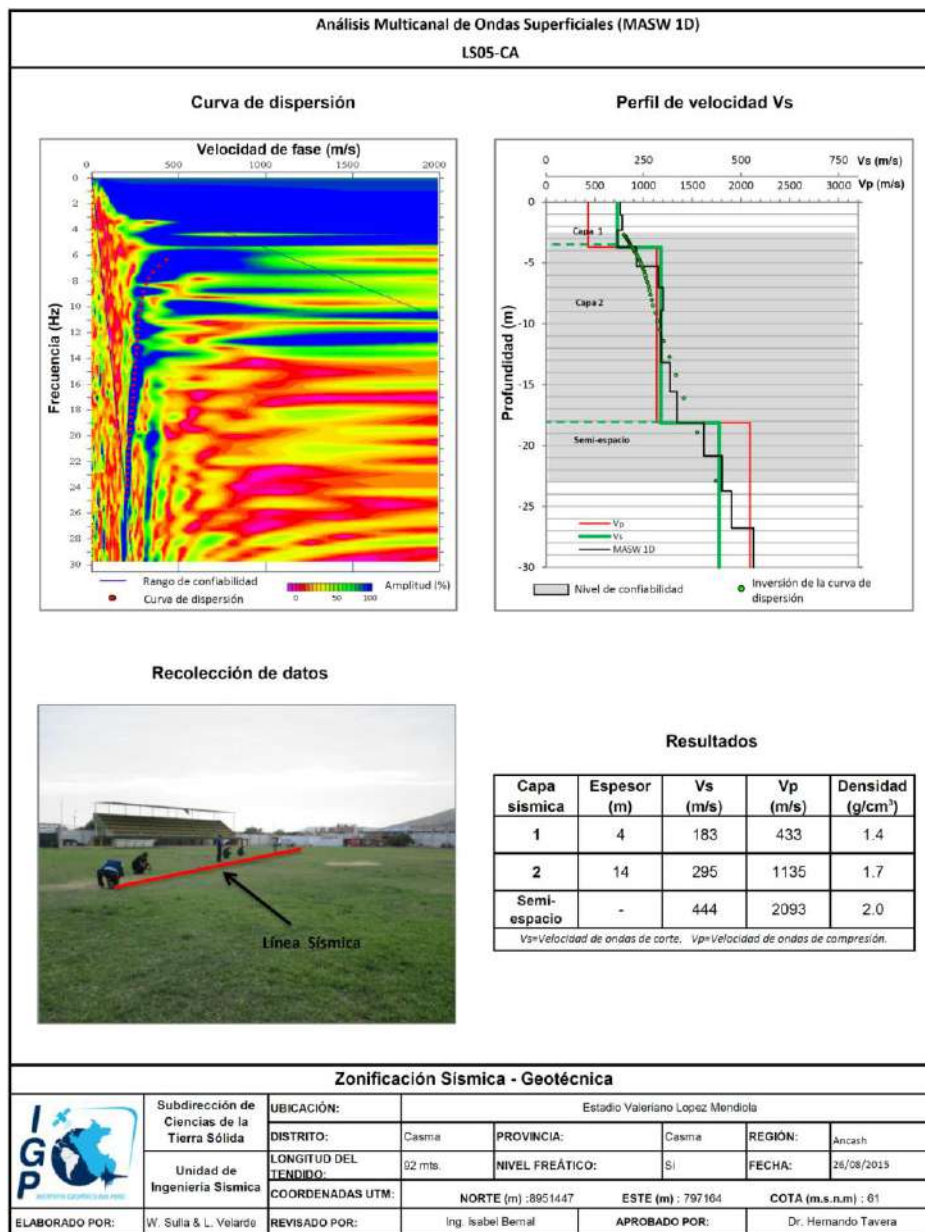 Análisis Multicanal de Ondas Superficiales (MASW 1D)
LS05-CA
Curva de dispersión
Velocidad de fase (m/s)
0 500 1000 1500 2000
Frecuencia (Hz)
0
2
4
6
8
10
12
14
16
18
20
22
24
26
28
30
Rango de confiabilidad
Curva de dispersión
Amplitud (%)
0 50 100
Perfil de velocidad Vs
0 250 500 750 Vs (m/s)
0 500 1000 1500 2000 2500 3000 Vp(m/s)
Profundidad (m)
0
-5
-10
-15
-20
-25
-30
Capa 1
Capa 2
Semi-espacio
Vp
Vs
MASW 1D
Nivel de confiabilidad
Inversión de la curva de
dispersión
Recolección de datos
Línea Sísmica
Resultados
Capa sísmica Espesor (m) Vs (m/s) Vp (m/s) Densidad (g/cm³)
1 4 183 433 1.4
2 14 295 1135 1.7
Semi-espacio - 444 2093 2.0
Vs=Velocidad de ondas de corte. Vp=Velocidad de ondas de compresión.
Zonificación Sísmica - Geotécnica
IGP
Subdirección de
Ciencias de la
Tierra Sólida
Unidad de
Ingeniería Sísmica
UBICACIÓN: Estadio Valeriano Lopez Mendiola
DISTRITO: Casma PROVINCIA: Casma REGIÓN: Ancash
LONGITUD DEL TENDIDO: 92 mts. NIVEL FREÁTICO: Si FECHA: 26/08/2015
COORDENADAS UTM: NORTE (m) :8951447 ESTE (m) : 797164 COTA (m.s.n.m) : 61
ELABORADO POR: W. Sulla & L. Velarde REVISADO POR: Ing. Isabel Bernal APROBADO POR: Dr. Hernando Tavera